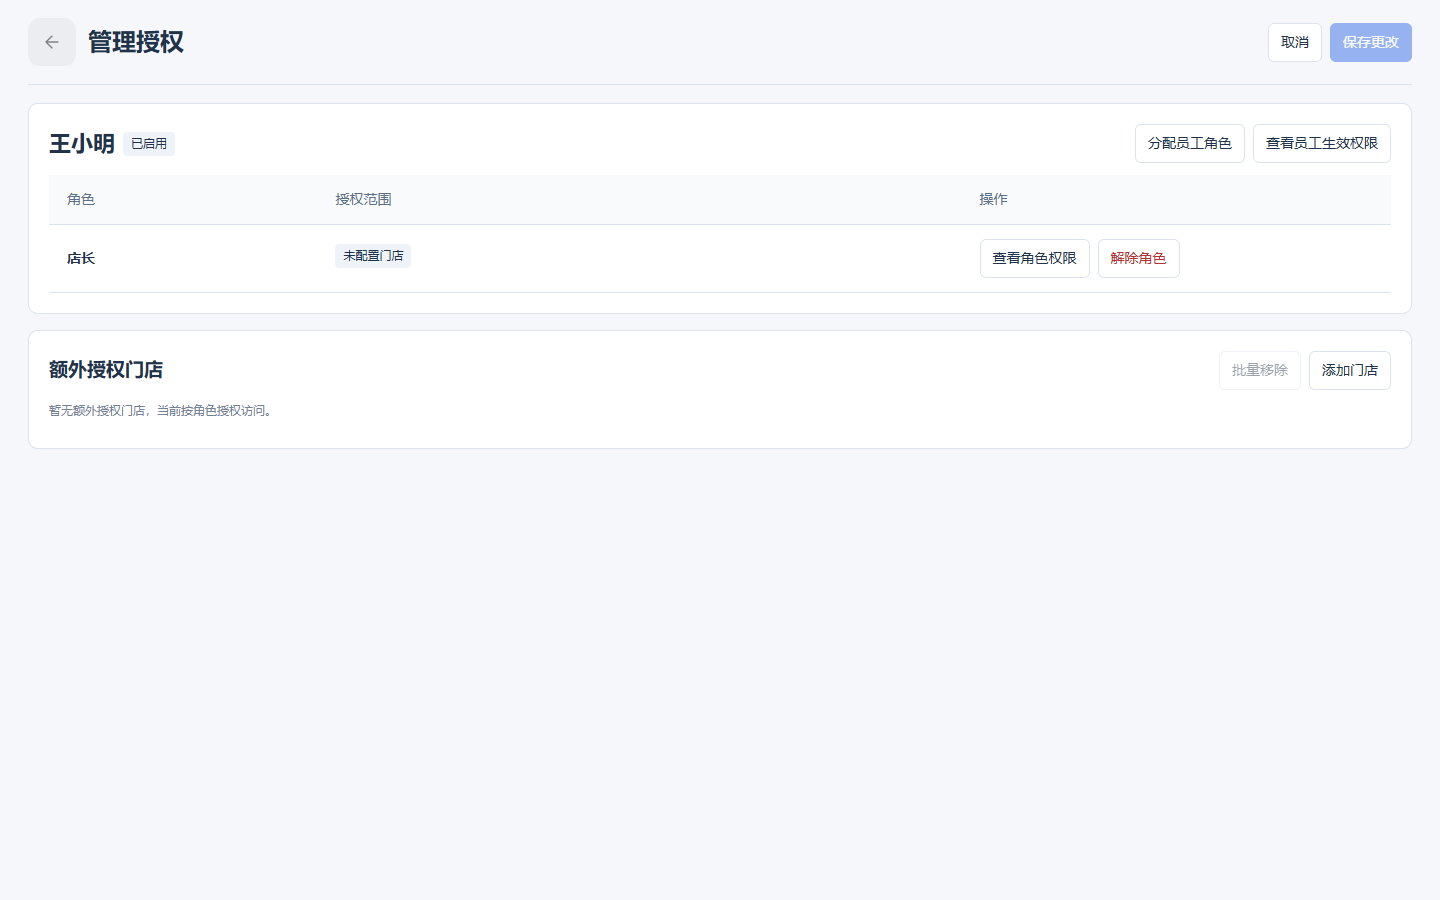 管理授权
取消
保存更改
王小明
已启用
分配员工角色
查看员工生效权限
角色
授权范围
操作
店长
未配置门店
查看角色权限
解除角色
额外授权门店
批量移除
添加门店
暂无额外授权门店，当前按角色授权访问。